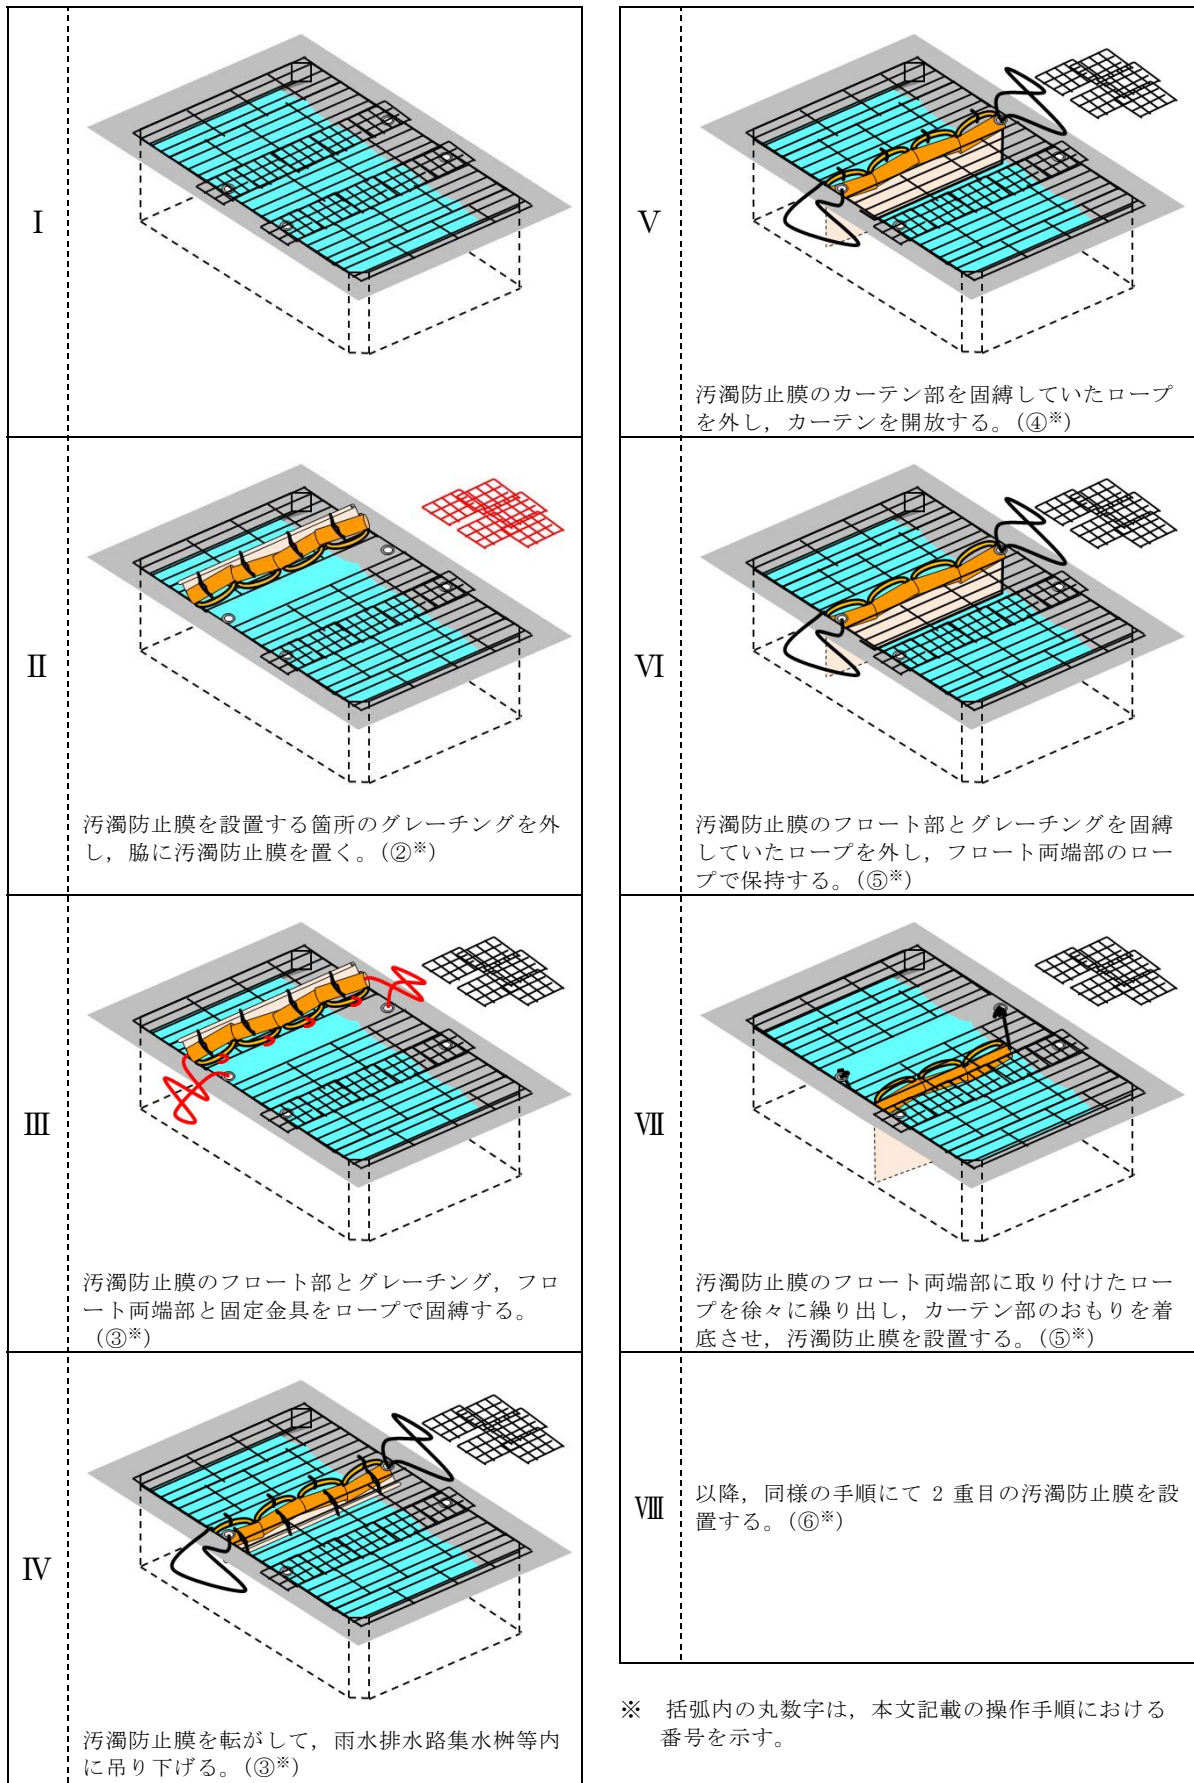 Ⅰ
Ⅱ
汚濁防止膜を設置する箇所のグレーチングを外
し，脇に汚濁防止膜を置く。（②※）
Ⅲ
汚濁防止膜のフロート部とグレーチング，フロ
ート両端部と固定金具をロープで固縛する。
（③※）
Ⅳ
汚濁防止膜を転がして，雨水排水路集水桝等内
に吊り下げる。（③※）
Ⅴ
汚濁防止膜のカーテン部を固縛していたロープ
を外し，カーテンを開放する。（④※）
Ⅵ
汚濁防止膜のフロート部とグレーチングを固縛
していたロープを外し，フロート両端部のロー
プで保持する。（⑤※）
Ⅶ
汚濁防止膜のフロート両端部に取り付けたロー
プを徐々に繰り出し，カーテン部のおもりを着
底させ，汚濁防止膜を設置する。（⑤※）
Ⅷ
以降，同様の手順にて 2 重目の汚濁防止膜を設
置する。（⑥※）
※　括弧内の丸数字は，本文記載の操作手順における
番号を示す。